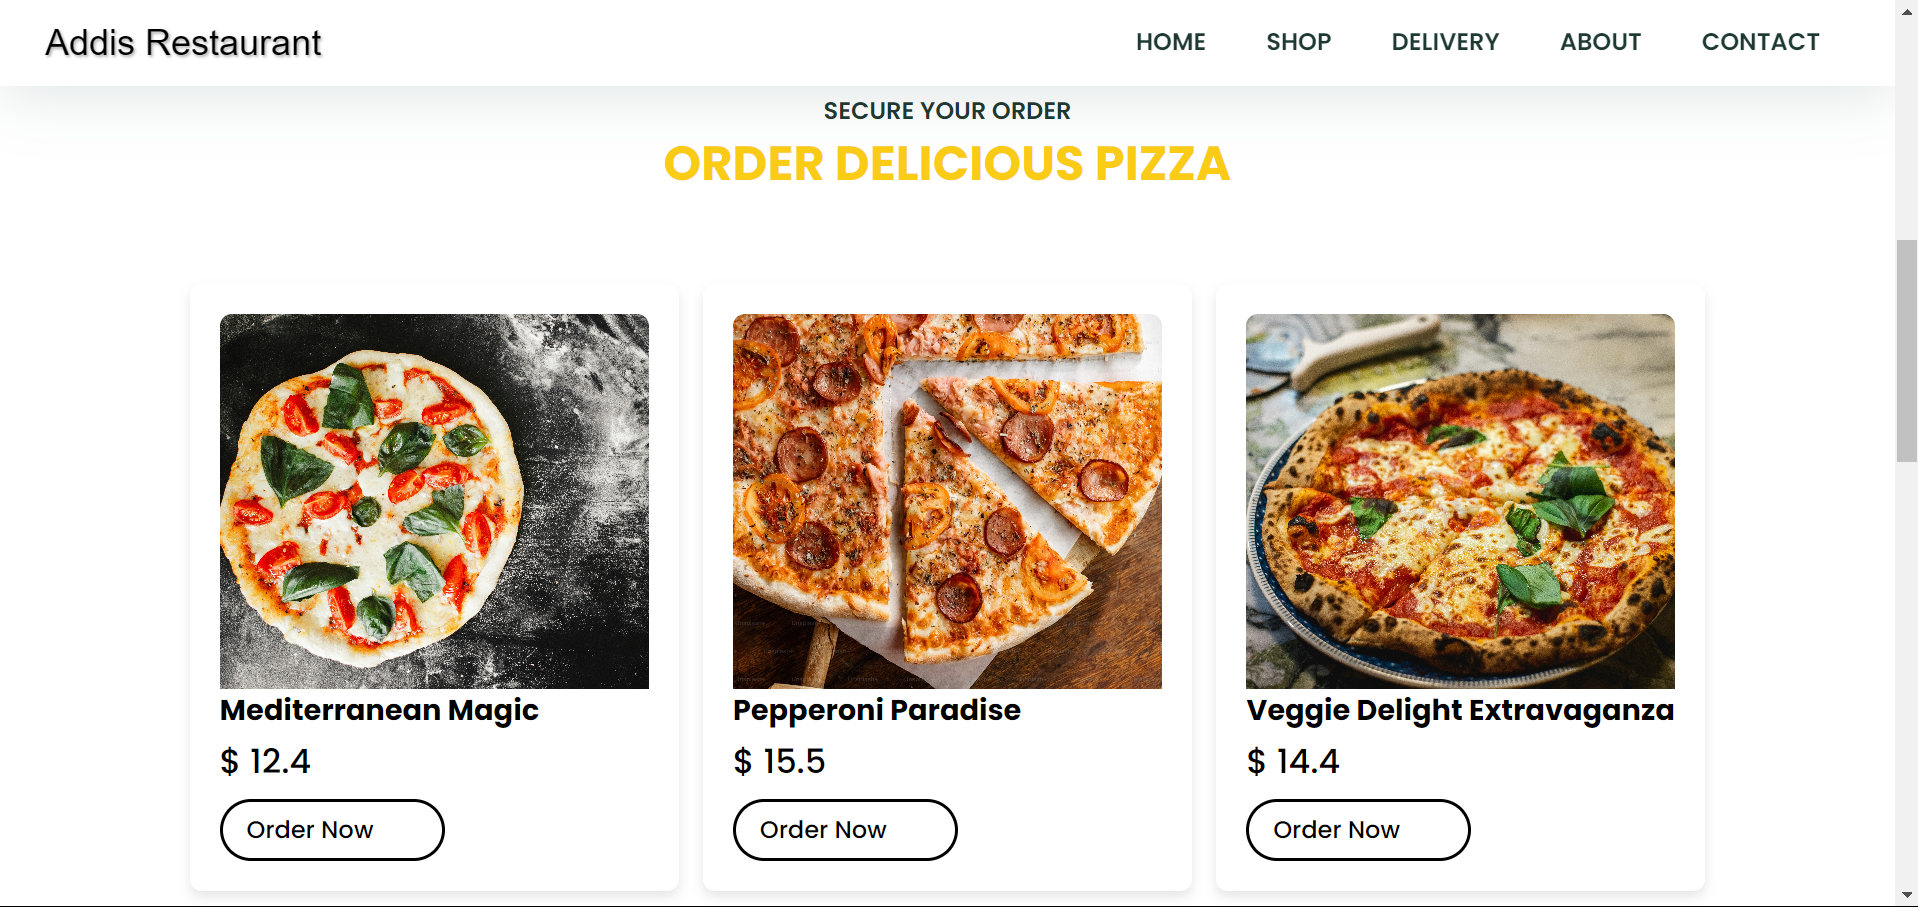 Addis Restaurant
HOME SHOP DELIVERY ABOUT CONTACT
SECURE YOUR ORDER
ORDER DELICIOUS PIZZA
Mediterranean Magic
$ 12.4
Order Now
Pepperoni Paradise
$ 15.5
Order Now
Veggie Delight Extravaganza
$ 14.4
Order Now